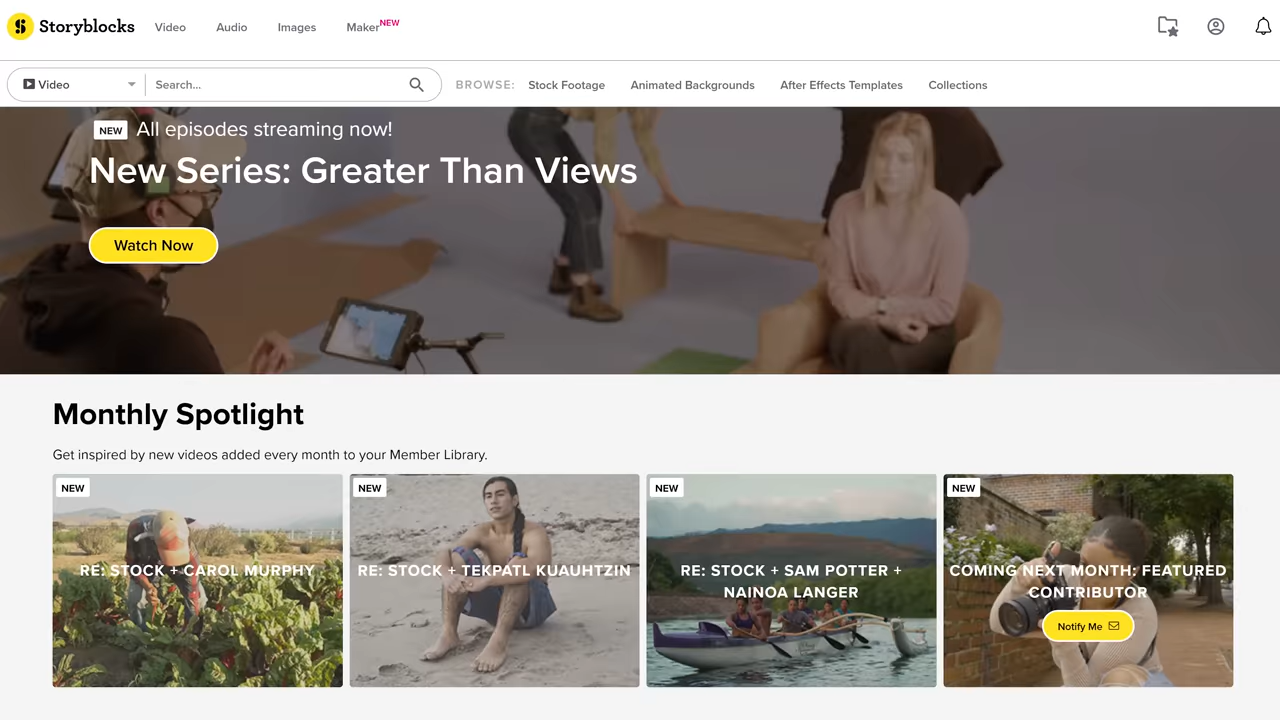 Storyblocks
Video
Audio
Images
Maker NEW
Video
Search...
BROWSE:
Stock Footage
Animated Backgrounds
After Effects Templates
Collections
NEW All episodes streaming now!
New Series: Greater Than Views
Watch Now
Monthly Spotlight
Get inspired by new videos added every month to your Member Library.
NEW
RE: STOCK + CAROL MURPHY
NEW
RE: STOCK + TEKPATL KUAUHTZIN
NEW
RE: STOCK + SAM POTTER +
NAINOA LANGER
NEW
COMING NEXT MONTH: FEATURED
CONTRIBUTOR
Notify Me